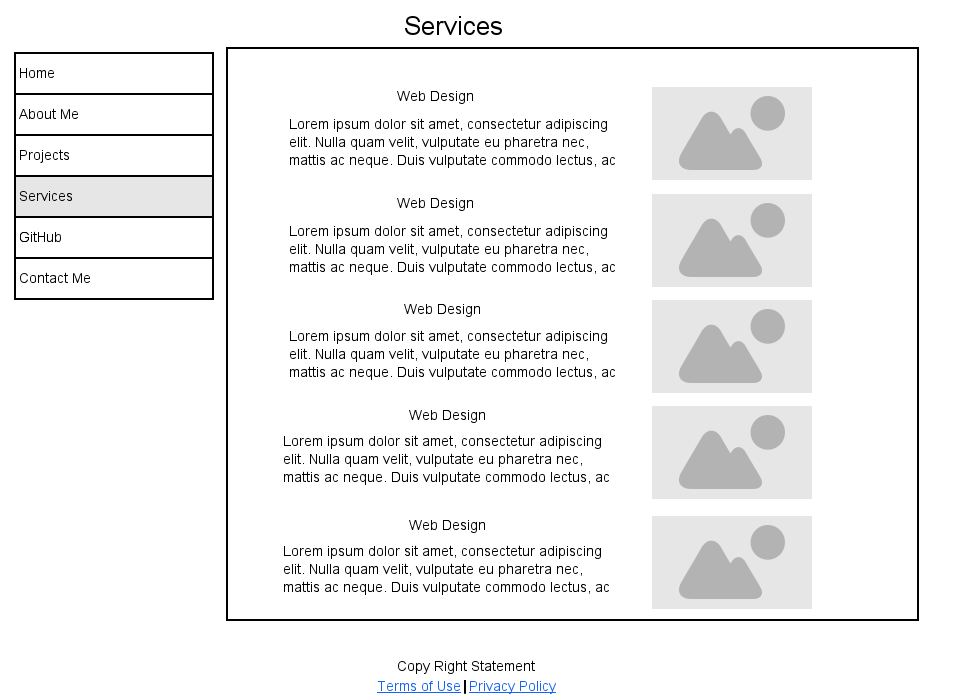 Services
Home
About Me
Projects
Services
GitHub
Contact Me
Web Design
Lorem ipsum dolor sit amet, consectetur adipiscing
elit. Nulla quam velit, vulputate eu pharetra nec,
mattis ac neque. Duis vulputate commodo lectus, ac
Web Design
Lorem ipsum dolor sit amet, consectetur adipiscing
elit. Nulla quam velit, vulputate eu pharetra nec,
mattis ac neque. Duis vulputate commodo lectus, ac
Web Design
Lorem ipsum dolor sit amet, consectetur adipiscing
elit. Nulla quam velit, vulputate eu pharetra nec,
mattis ac neque. Duis vulputate commodo lectus, ac
Web Design
Lorem ipsum dolor sit amet, consectetur adipiscing
elit. Nulla quam velit, vulputate eu pharetra nec,
mattis ac neque. Duis vulputate commodo lectus, ac
Web Design
Lorem ipsum dolor sit amet, consectetur adipiscing
elit. Nulla quam velit, vulputate eu pharetra nec,
mattis ac neque. Duis vulputate commodo lectus, ac
Copy Right Statement
Terms of Use|Privacy Policy